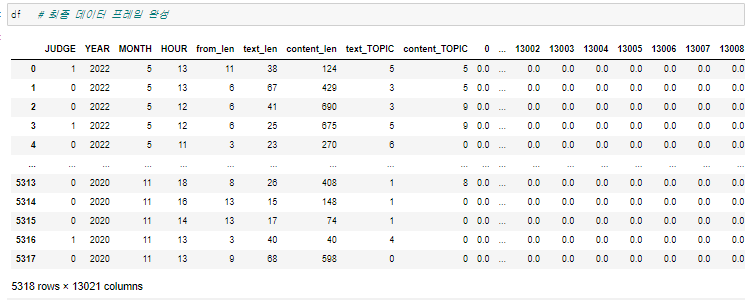 df # 최종 데이터 프레임 완성
JUDGE YEAR MONTH HOUR from_len text_len content_len text_TOPIC content_TOPIC 0 ... 13002 13003 13004 13005 13006 13007 13008
0 1 2022 5 13 11 38 124 5 5 0.0 ... 0.0 0.0 0.0 0.0 0.0 0.0 0.0
1 0 2022 5 13 6 67 429 3 5 0.0 ... 0.0 0.0 0.0 0.0 0.0 0.0 0.0
2 0 2022 5 12 6 41 690 3 9 0.0 ... 0.0 0.0 0.0 0.0 0.0 0.0 0.0
3 1 2022 5 12 6 25 675 5 9 0.0 ... 0.0 0.0 0.0 0.0 0.0 0.0 0.0
4 0 2022 5 11 3 23 270 6 0 0.0 ... 0.0 0.0 0.0 0.0 0.0 0.0 0.0
... ... ... ... ... ... ... ... ... ... ... ... ... ... ... ... ... ... ... ...
5313 0 2020 11 18 8 26 408 1 8 0.0 ... 0.0 0.0 0.0 0.0 0.0 0.0 0.0
5314 0 2020 11 16 13 15 148 1 0 0.0 ... 0.0 0.0 0.0 0.0 0.0 0.0 0.0
5315 0 2020 11 14 13 17 74 1 0 0.0 ... 0.0 0.0 0.0 0.0 0.0 0.0 0.0
5316 1 2020 11 13 3 40 40 4 0 0.0 ... 0.0 0.0 0.0 0.0 0.0 0.0 0.0
5317 0 2020 11 13 9 68 598 0 0 0.0 ... 0.0 0.0 0.0 0.0 0.0 0.0 0.0
5318 rows × 13021 columns